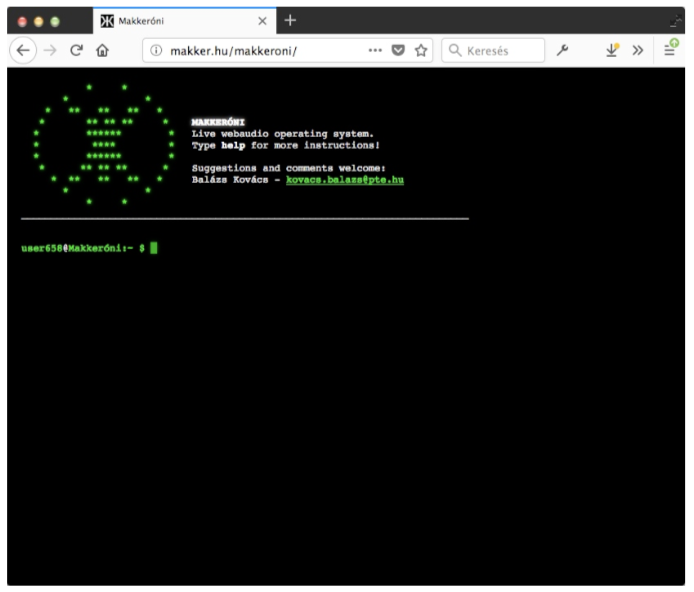 Makkeróni
makker.hu/makkeroni/
Keresés
MAKKERÓNI
Live webaudio operating system.
Type help for more instructions!
Suggestions and comments welcome:
Balázs Kovács - kovacs.balazs@pte.hu
user658@Makkeróni:~ $